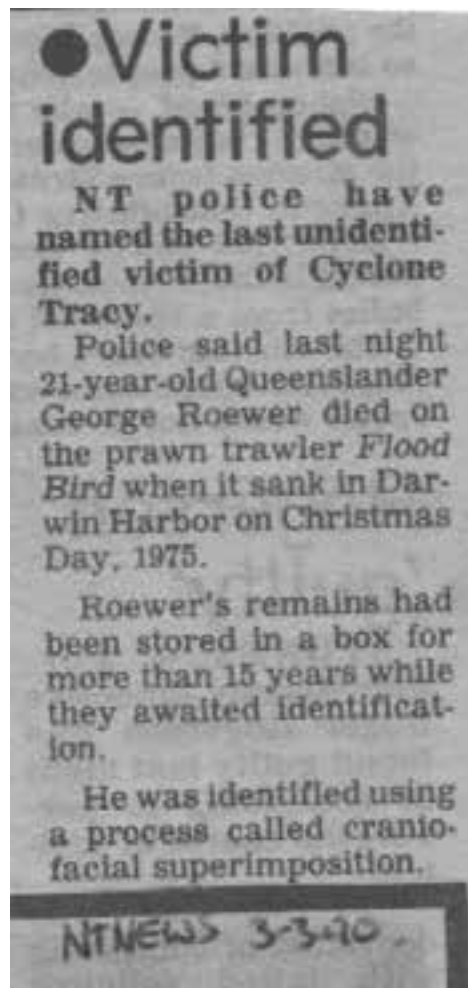 ●Victim
identified
NT police have
named the last unidenti-
fied victim of Cyclone
Tracy.
Police said last night
21-year-old Queenslander
George Roewer died on
the prawn trawler Flood
Bird when it sank in Dar-
win Harbor on Christmas
Day, 1975.
Roewer's remains had
been stored in a box for
more than 15 years while
they awaited identificat-
ion.
He was identified using
a process called cranio-
facial superimposition.
NTNEWS 3-3-90.